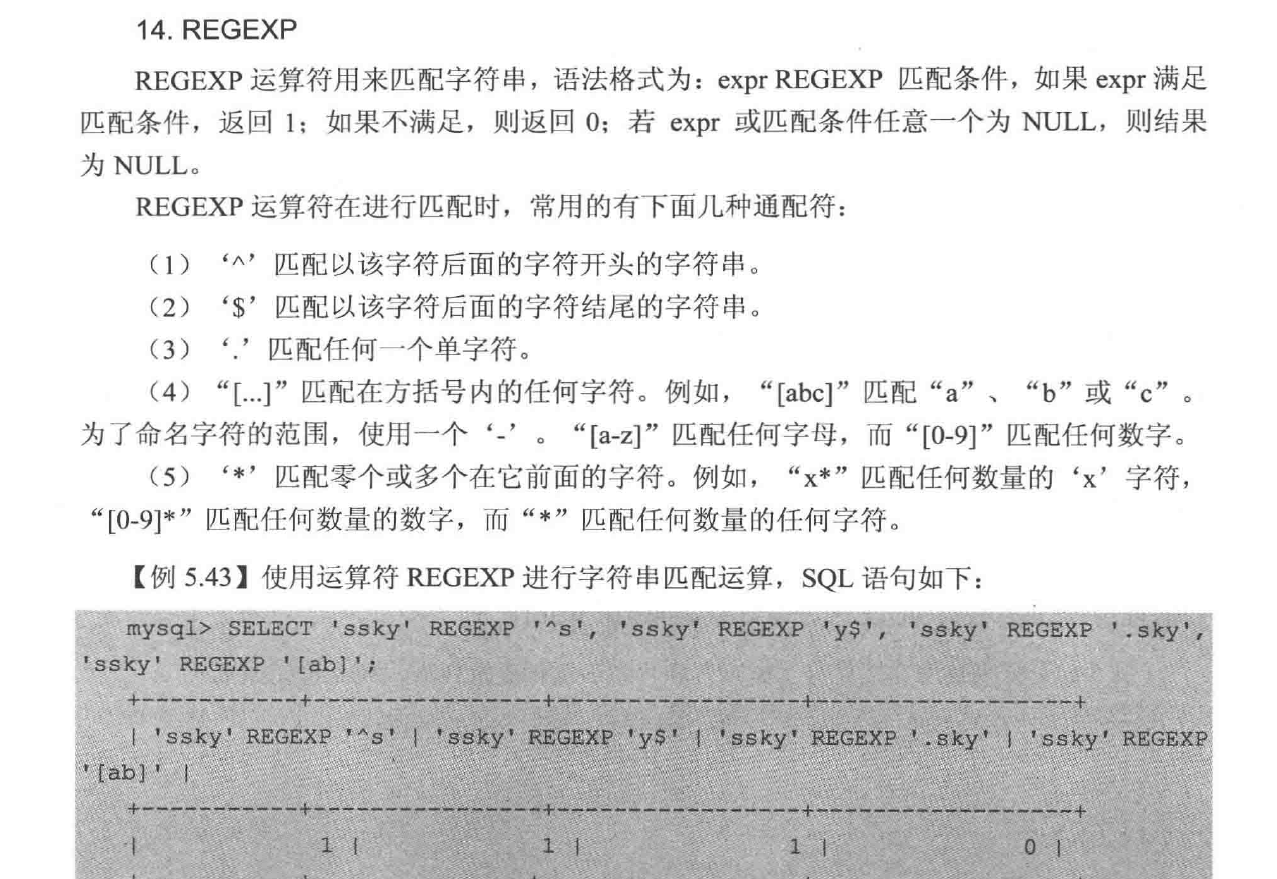 14. REGEXP
REGEXP 运算符用来匹配字符串，语法格式为：expr REGEXP 匹配条件，如果 expr 满足
匹配条件，返回 1；如果不满足，则返回 0；若 expr 或匹配条件任意一个为 NULL，则结果
为 NULL。
REGEXP 运算符在进行匹配时，常用的有下面几种通配符：
（1）‘^’匹配以该字符后面的字符开头的字符串。
（2）‘$’匹配以该字符后面的字符结尾的字符串。
（3）‘.’匹配任何一个单字符。
（4）“[...]”匹配在方括号内的任何字符。例如，“[abc]”匹配“a”、“b”或“c”。
为了命名字符的范围，使用一个‘-’。“[a-z]”匹配任何字母，而“[0-9]”匹配任何数字。
（5）‘*’匹配零个或多个在它前面的字符。例如，“x*”匹配任何数量的‘x’字符，
“[0-9]*”匹配任何数量的数字，而“*”匹配任何数量的任何字符。
【例 5.43】使用运算符 REGEXP 进行字符串匹配运算，SQL 语句如下：
mysql> SELECT 'ssky' REGEXP '^s', 'ssky' REGEXP 'y$', 'ssky' REGEXP '.sky',
'ssky' REGEXP '[ab]';
+-----------+----------------+-----------------+------------------+
| 'ssky' REGEXP '^s' | 'ssky' REGEXP 'y$' | 'ssky' REGEXP '.sky' | 'ssky' REGEXP
'[ab]' |
+-----------+----------------+-----------------+------------------+
| 1 | 1 | 1 | 0 |